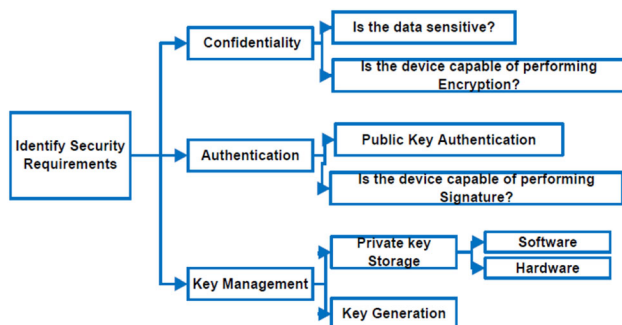 Identify Security
Requirements
Confidentiality
Is the data sensitive?
Is the device capable of performing
Encryption?
Authentication
Public Key Authentication
Is the device capable of performing
Signature?
Key Management
Private key
Storage
Software
Hardware
Key Generation